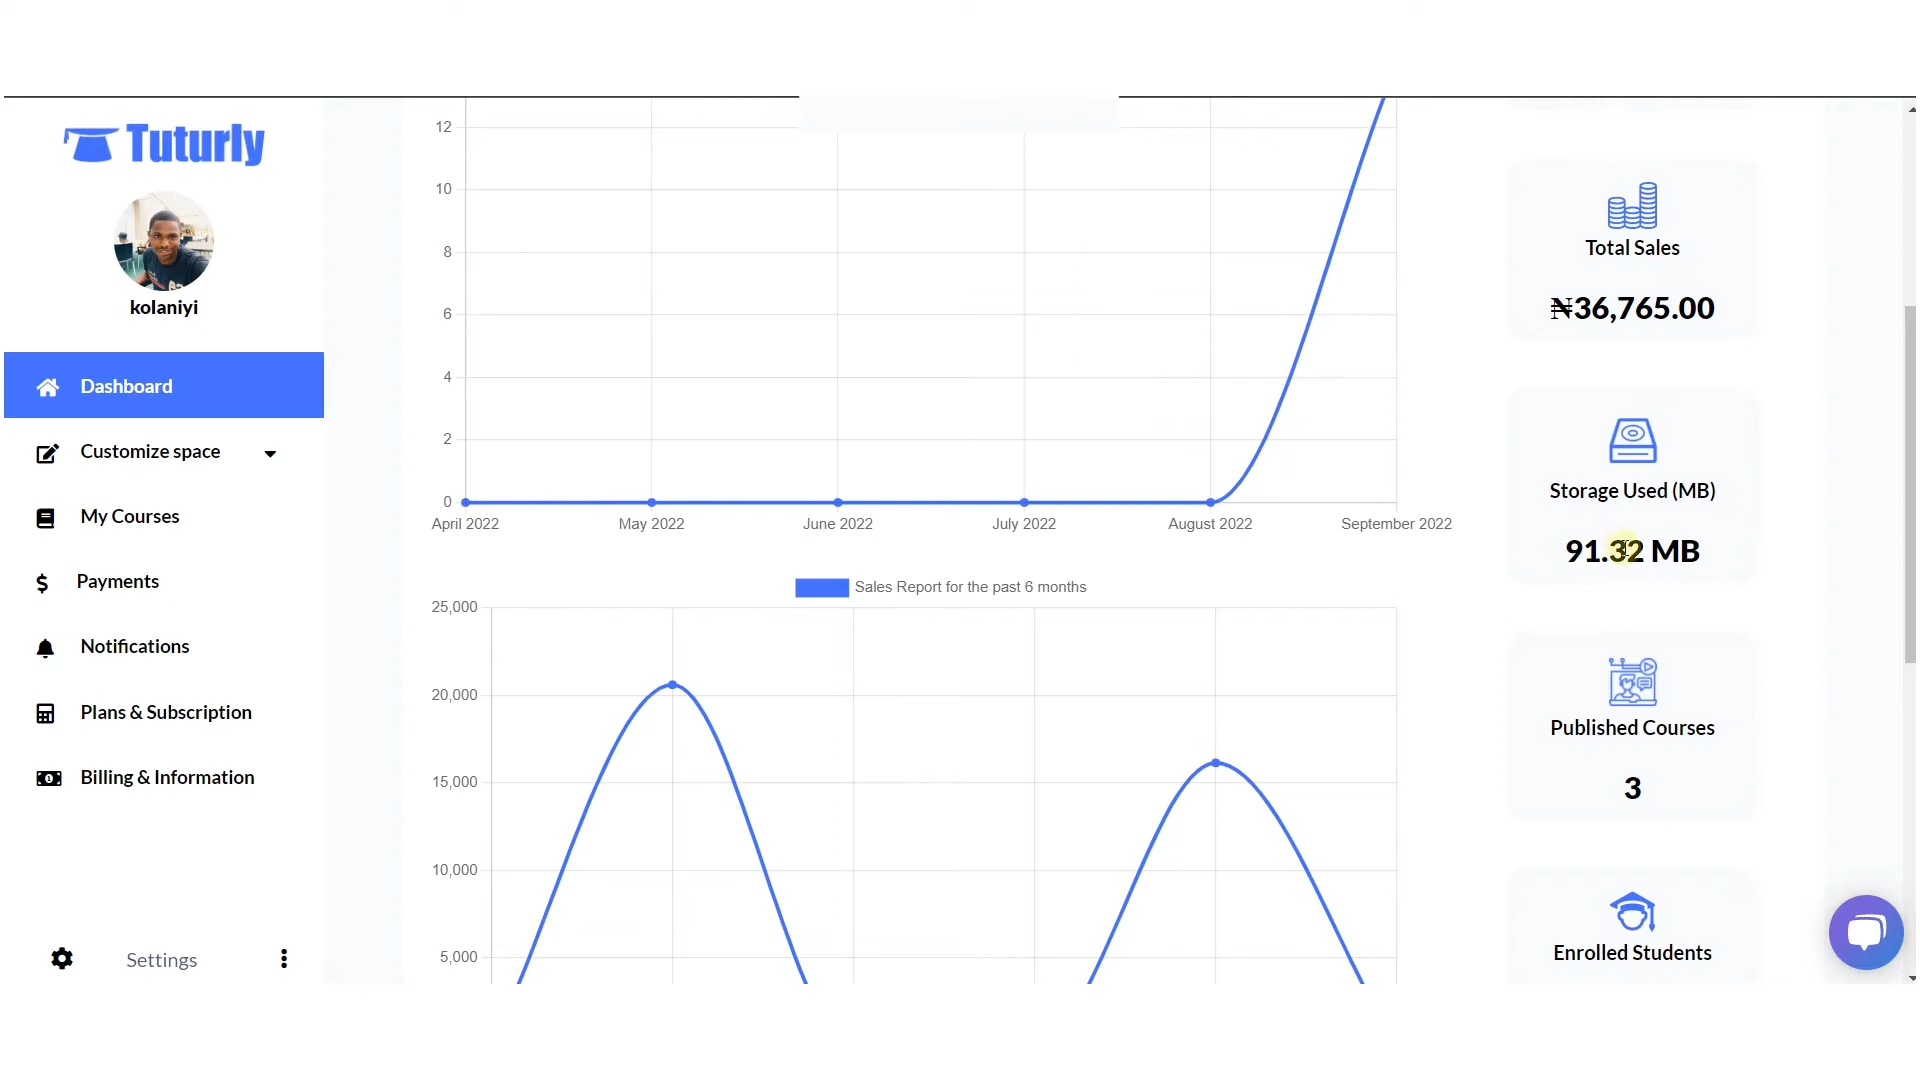 Tuturly
kolaniyi
Dashboard
Customize space
My Courses
Payments
Notifications
Plans & Subscription
Billing & Information
Settings
12
10
8
6
4
2
0
April 2022 May 2022 June 2022 July 2022 August 2022 September 2022
Sales Report for the past 6 months
25,000
20,000
15,000
10,000
5,000
Total Sales
₦36,765.00
Storage Used (MB)
91.32 MB
Published Courses
3
Enrolled Students